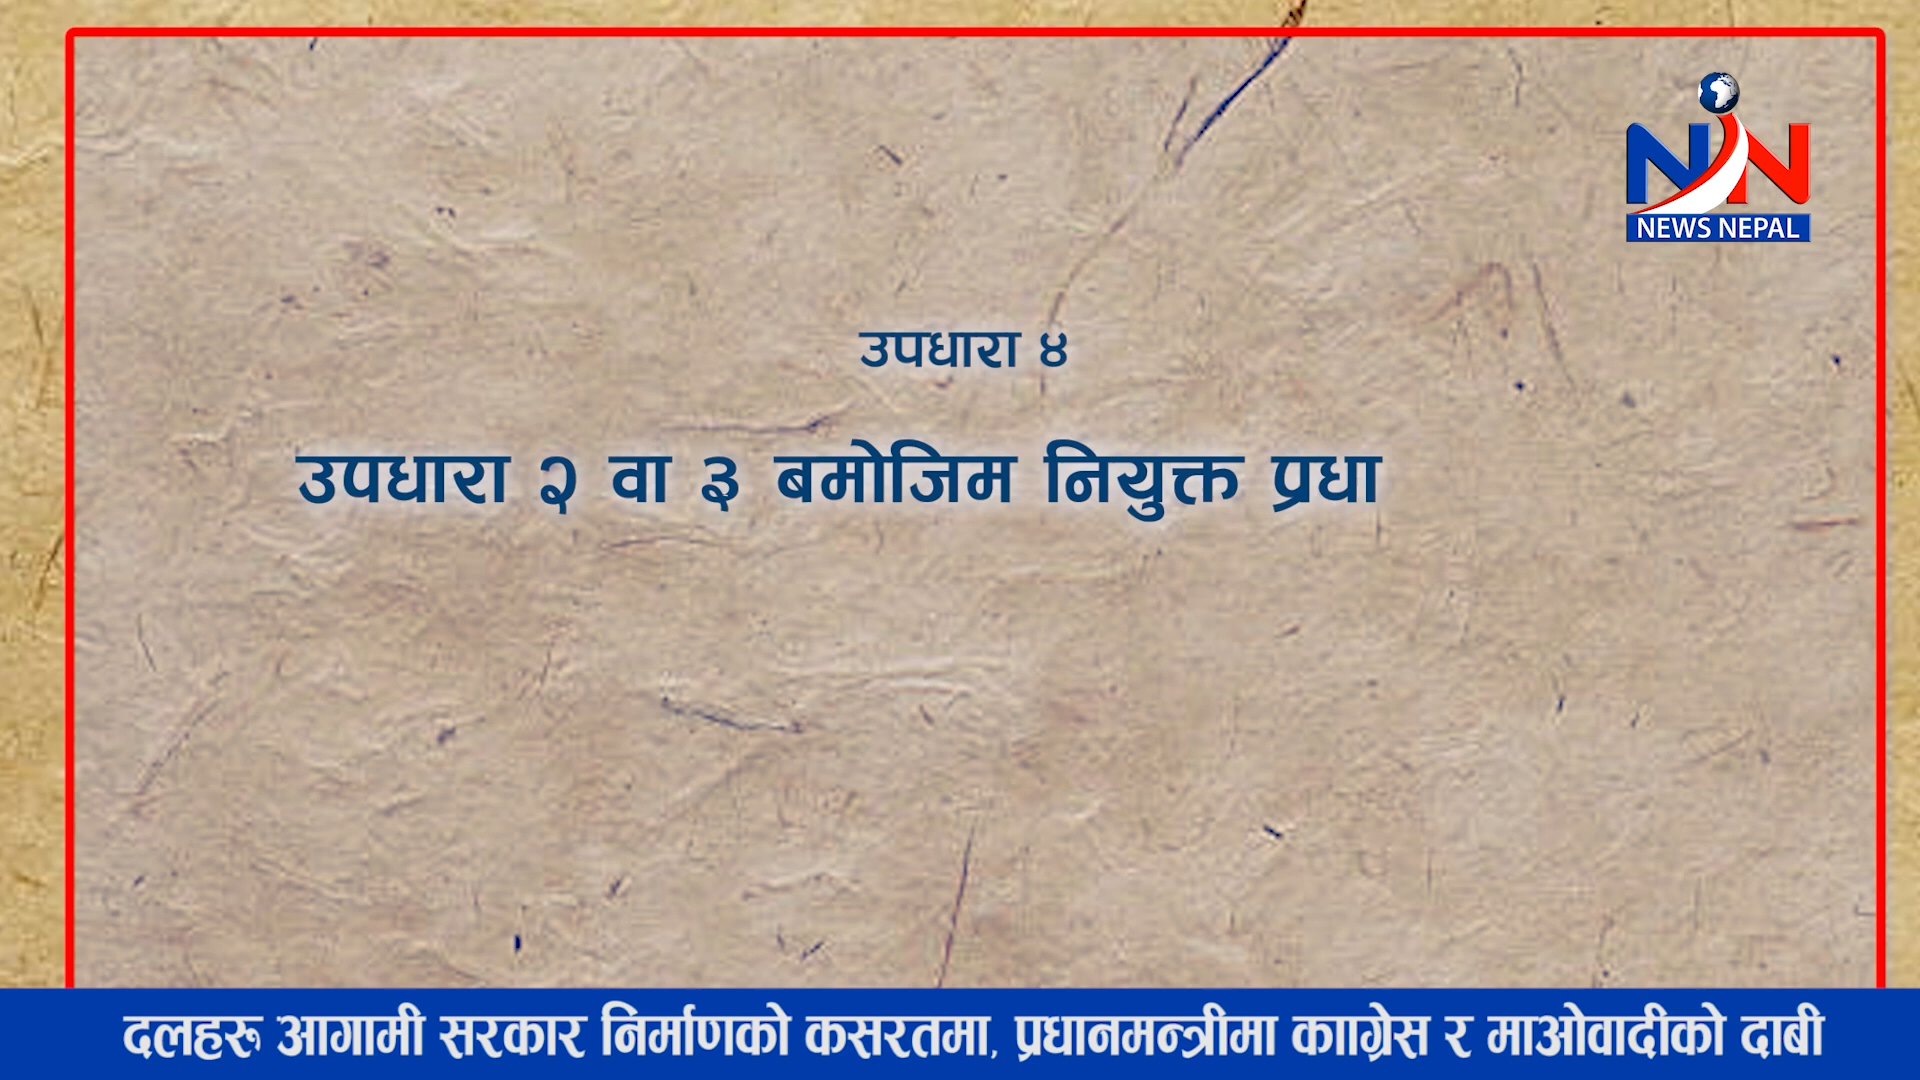 NEWS NEPAL
उपधारा ४
उपधारा २ वा ३ बमोजिम नियुक्त प्रधा
दलहरु आगामी सरकार निर्माणको कसरतमा, प्रधानमन्त्रीमा काग्रेस र माओवादीको दाबी